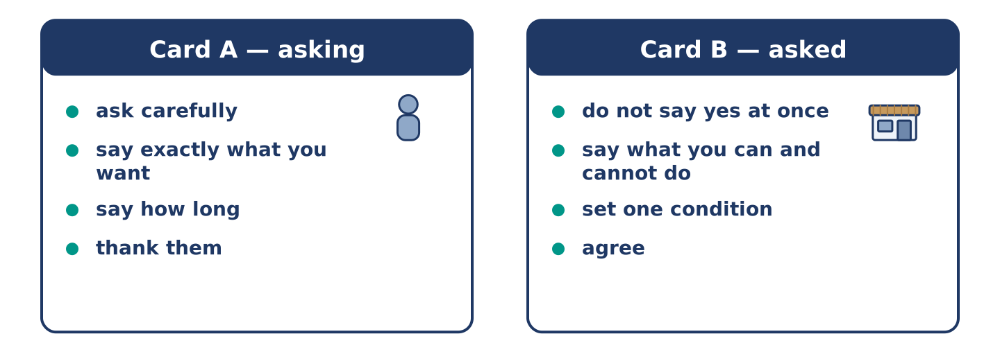 Card A — asking
ask carefully
say exactly what you
want
say how long
thank them
Card B — asked
do not say yes at once
say what you can and
cannot do
set one condition
agree